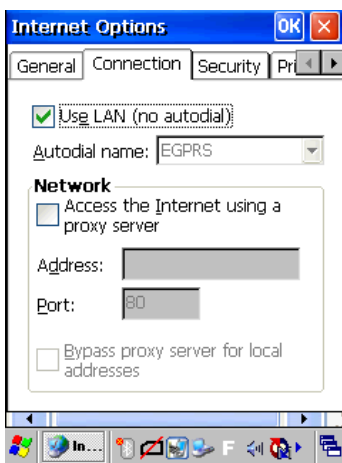 Internet Options OK
General Connection Security Pri
Use LAN (no autodial)
Autodial name: EGPRS
Network
Access the Internet using a
proxy server
Address:
Port: 80
Bypass proxy server for local
addresses
In... F